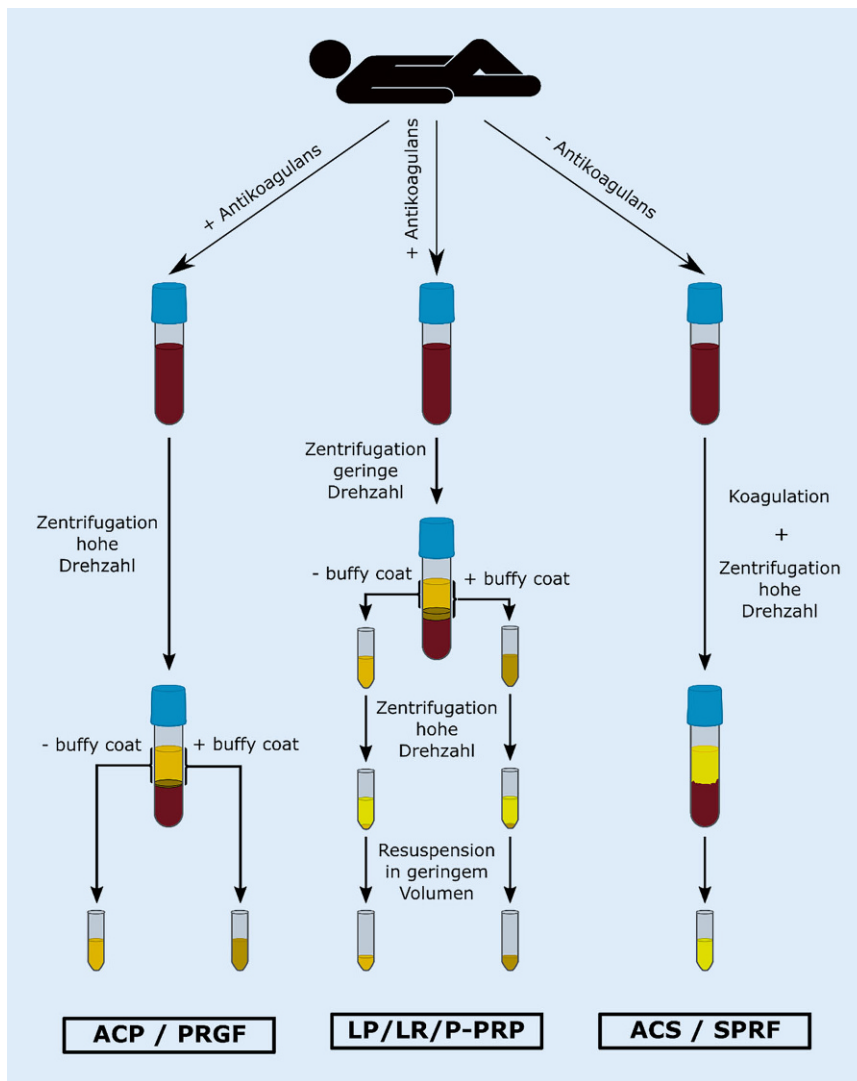 + Antikoagulans
+ Antikoagulans
- Antikoagulans
Zentrifugation
hohe
Drehzahl
Zentrifugation
geringe
Drehzahl
Koagulation
+
Zentrifugation
hohe
Drehzahl
- buffy coat
+ buffy coat
- buffy coat
+ buffy coat
Zentrifugation
hohe
Drehzahl
Resuspension
in geringem
Volumen
ACP / PRGF
LP/LR/P-PRP
ACS / SPRF